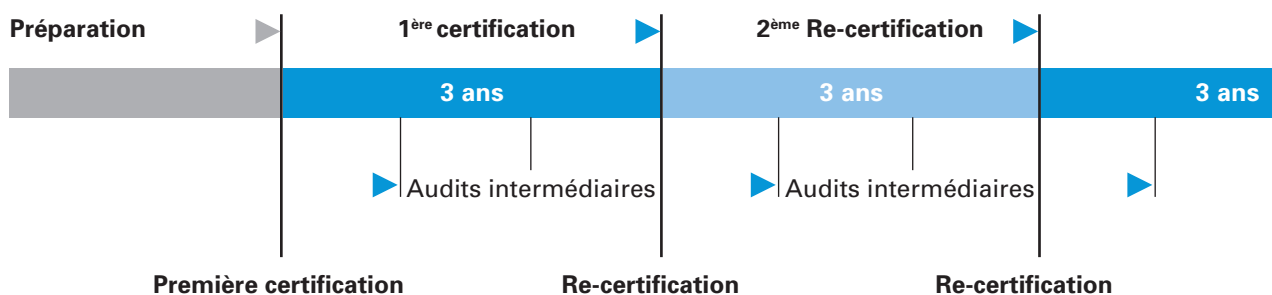 Préparation 1ère certification 2ème Re-certification
3 ans 3 ans 3 ans
Audits intermédiaires Audits intermédiaires
Première certification Re-certification Re-certification